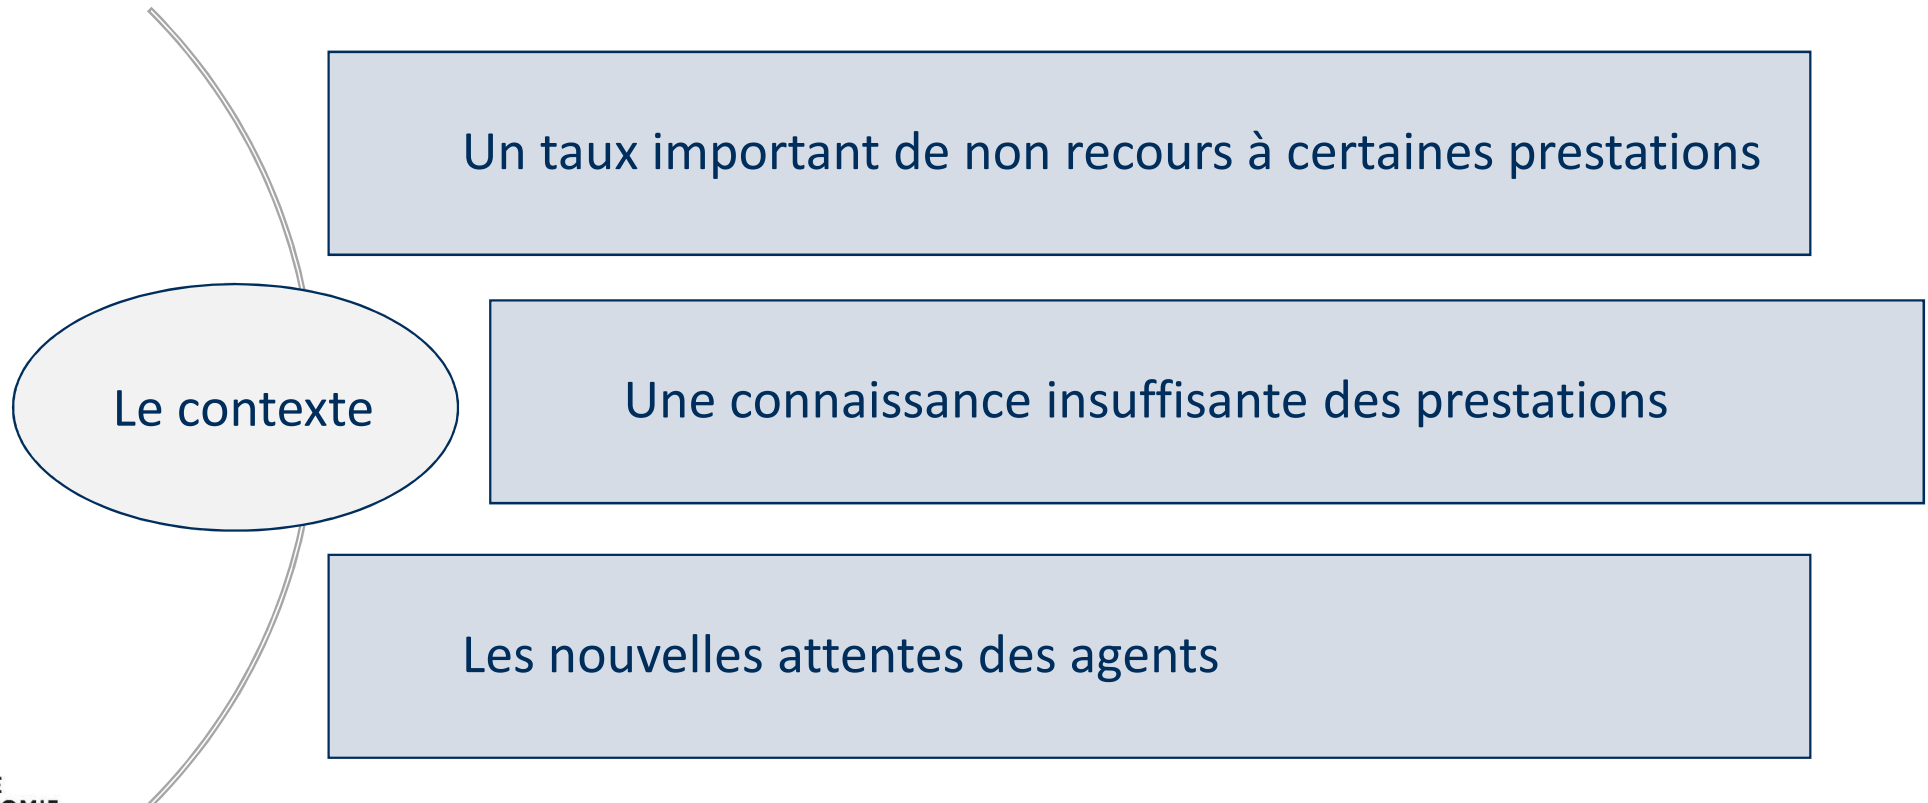 Un taux important de non recours à certaines prestations
Le contexte
Une connaissance insuffisante des prestations
Les nouvelles attentes des agents